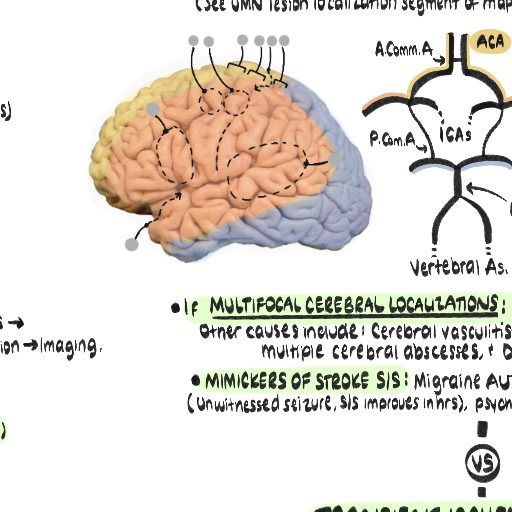 (See UMN lesion localization segment of map
ACA
A.Comm.A
s)
P.Com.A
ICAs
Vertebral As.
• If MULTIFOCAL CEREBRAL LOCALIZATIONS:
Other causes include: Cerebral vasculitis
multiple cerebral abscesses, +
→
ion → Imaging.
• MIMICKERS OF STROKE S/S: Migraine Au
(Unwitnessed seizure, S/S improves in hrs), psych
)
VS